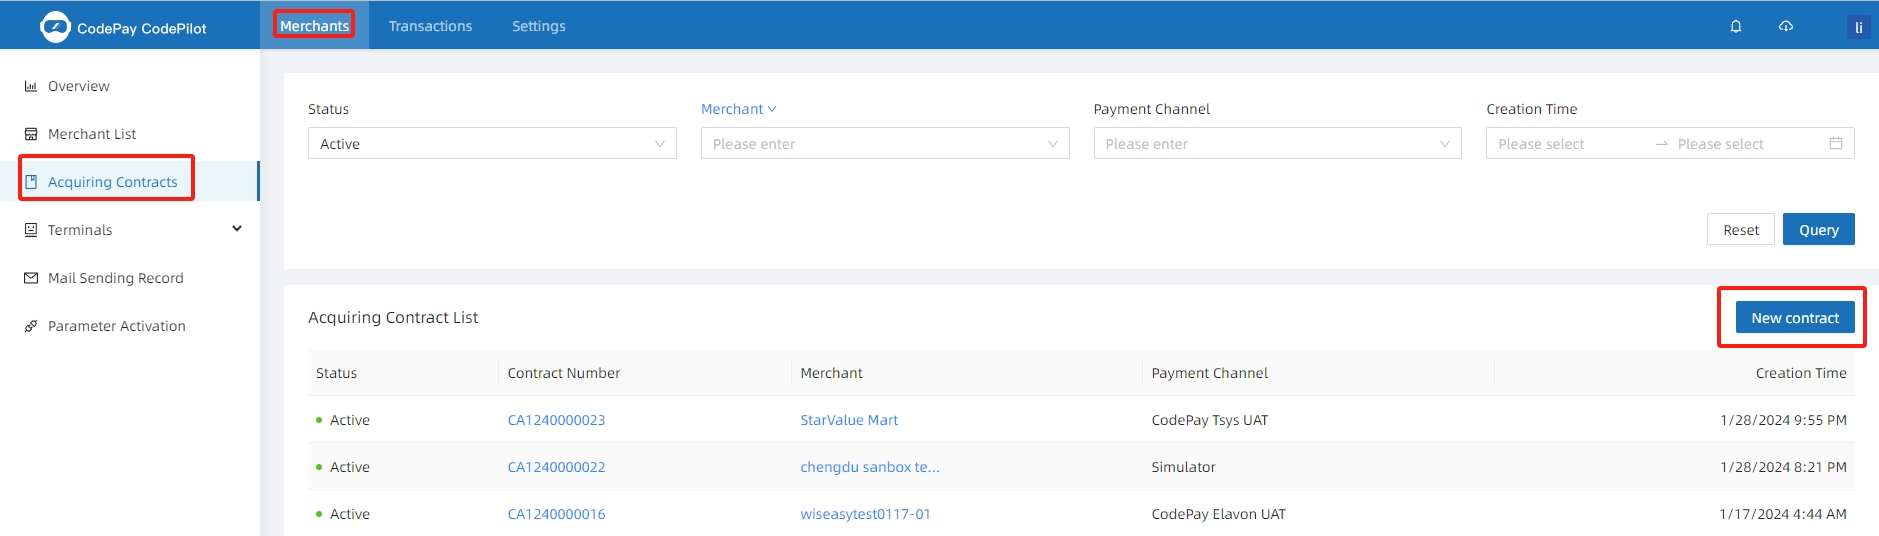 CodePay CodePilot
Merchants
Transactions
Settings
li
Overview
Merchant List
Acquiring Contracts
Terminals
Mail Sending Record
Parameter Activation
Status
Merchant
Payment Channel
Creation Time
Active
Please enter
Please enter
Please select
Please select
Reset
Query
Acquiring Contract List
New contract
Status Contract Number Merchant Payment Channel Creation Time
Active CA1240000023 StarValue Mart CodePay Tsys UAT 1/28/2024 9:55 PM
Active CA1240000022 chengdu sanbox te... Simulator 1/28/2024 8:21 PM
Active CA1240000016 wiseasytest0117-01 CodePay Elavon UAT 1/17/2024 4:44 AM